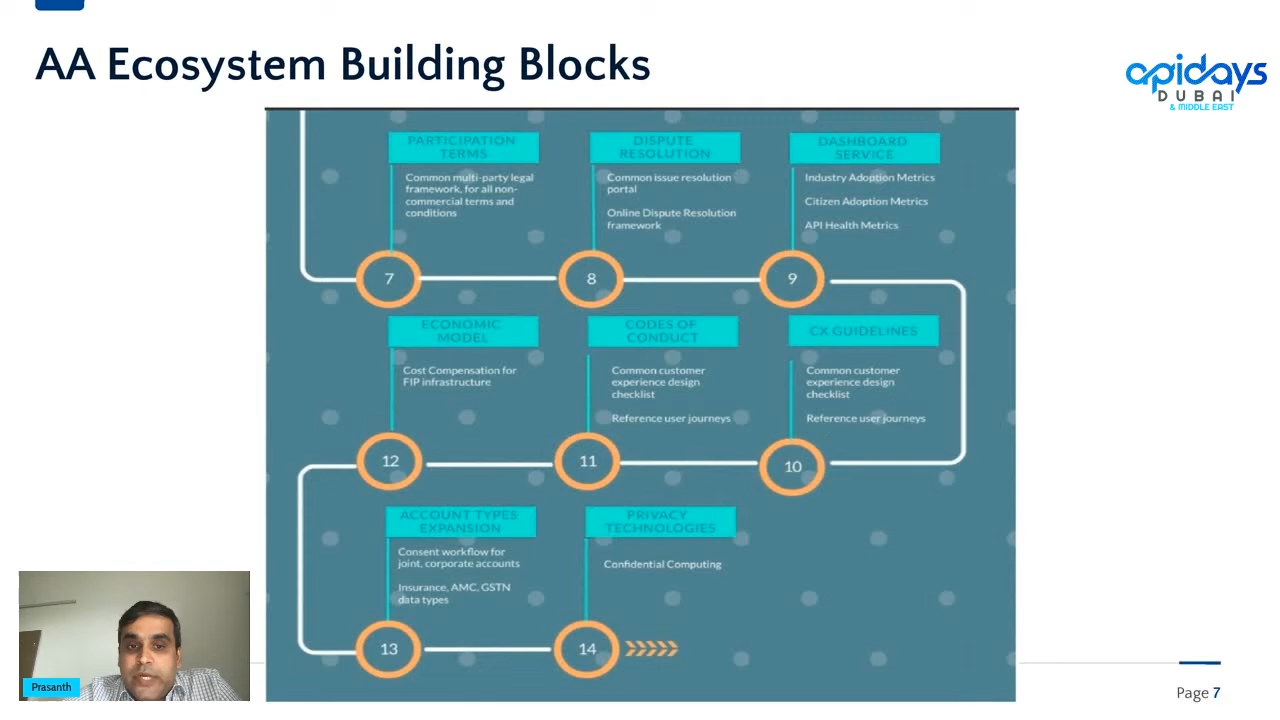 AA Ecosystem Building Blocks
apidays
DUBAI
& MIDDLE EAST
PARTICIPATION
TERMS
Common multi-party legal
framework, for all non-
commercial terms and
conditions
7
DISPUTE
RESOLUTION
Common issue resolution
portal
Online Dispute Resolution
framework
8
DASHBOARD
SERVICE
Industry Adoption Metrics
Citizen Adoption Metrics
API Health Metrics
9
ECONOMIC
MODEL
Cost Compensation for
FIP infrastructure
12
CODES OF
CONDUCT
Common customer
experience design
checklist
Reference user journeys
11
CX GUIDELINES
Common customer
experience design
checklist
Reference user journeys
10
ACCOUNT TYPES
EXPANSION
Consent workflow for
joint, corporate accounts
Insurance, AMC, GSTN
data types
13
PRIVACY
TECHNOLOGIES
Confidential Computing
14
Prasanth
Page 7